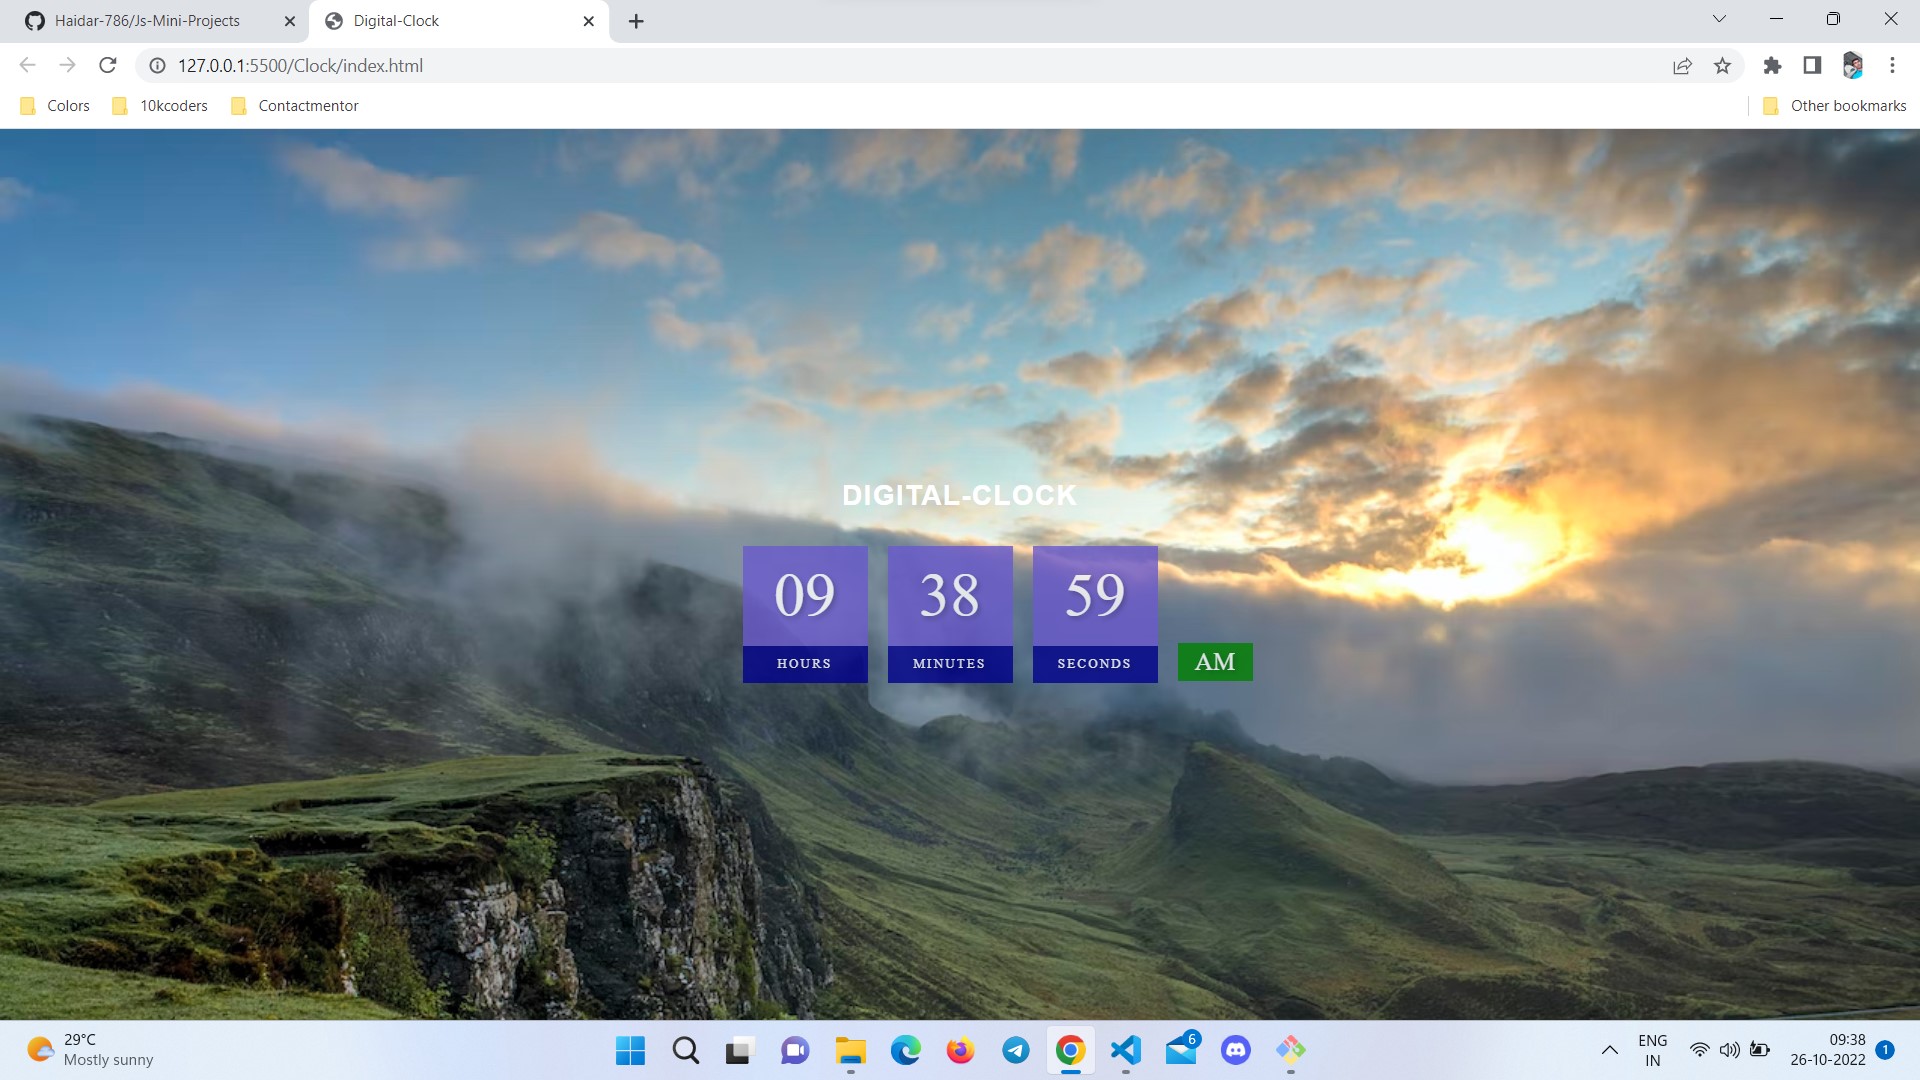 Haidar-786/Js-Mini-Projects
Digital-Clock
127.0.0.1:5500/Clock/index.html
Colors
10kcoders
Contactmentor
Other bookmarks
DIGITAL-CLOCK
09 38 59
HOURS MINUTES SECONDS AM
29°C
Mostly sunny
6
ENG
IN
09:38
26-10-2022
1